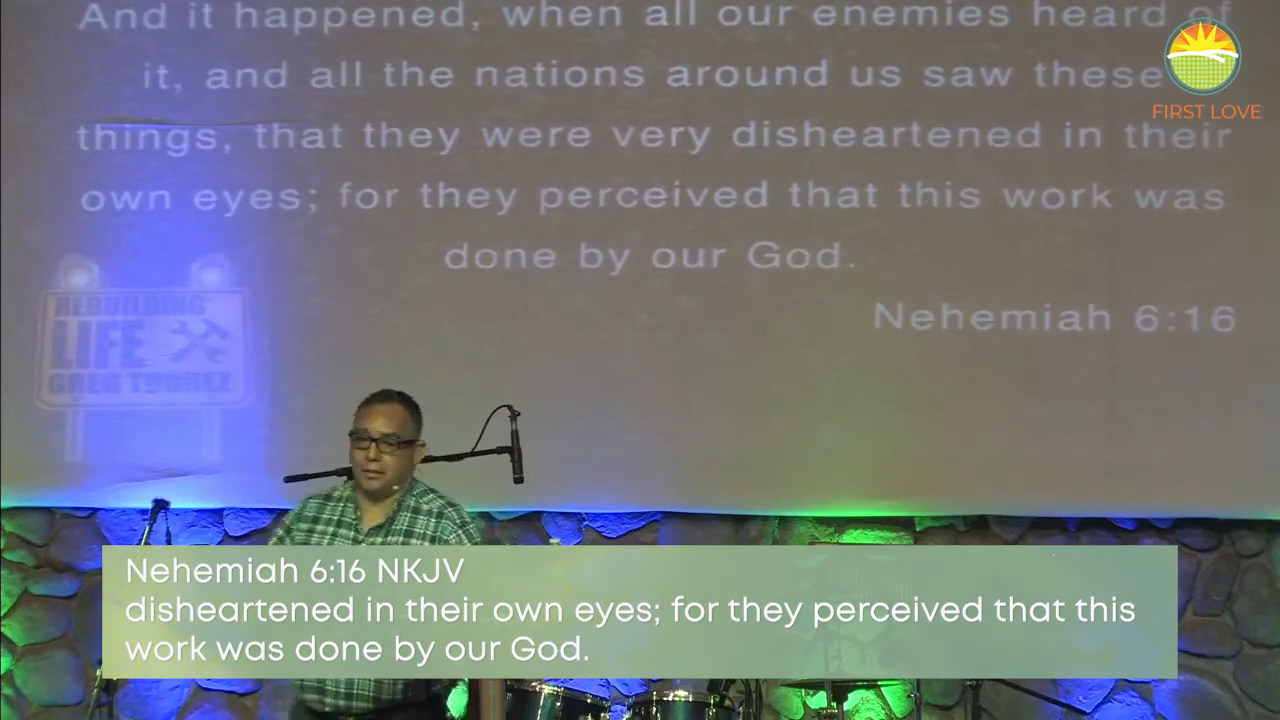 And it happened, when all our enemies heard of
it, and all the nations around us saw these
things, that they were very disheartened in their
own eyes; for they perceived that this work was
done by our God.
Nehemiah 6:16
FIRST LOVE
REBUILDING
LIFE
GREG TORREZ
Nehemiah 6:16 NKJV
disheartened in their own eyes; for they perceived that this
work was done by our God.